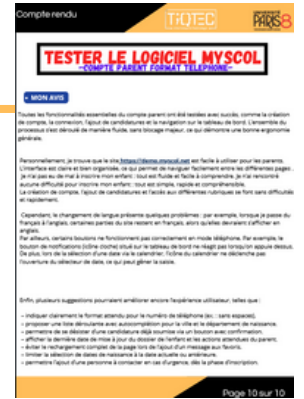 Compte rendu
TIQTEC
UNIVERSITÉ
PARIS8
TESTER LE LOGICIEL MYSCOL
-COMPTE PARENT FORMAT TELEPHONE-
• MON AVIS
Toutes les fonctionnalités essentielles du compte parent ont été testées avec succès, comme la création
de compte, la connexion, l'ajout de candidatures et la navigation sur le tableau de bord. L'ensemble du
processus s'est déroulé de manière fluide, sans blocage majeur, ce qui démontre une bonne ergonomie
générale.
Personnellement, je trouve que le site https://demo.myscol.net est facile à utiliser pour les parents.
L'interface est claire et bien organisée, ce qui permet de naviguer facilement entre les différentes pages.
Je n'ai pas eu de mal à inscrire mon enfant : tout est fluide et facile à comprendre, je n'ai rencontré
aucune difficulté pour inscrire mon enfant; tout est simple, rapide et compréhensible.
La création de compte, l'ajout de candidatures et l'accès aux différentes rubriques se font sans difficultés
et rapidement.
Cependant, le changement de langue présente quelques problèmes : par exemple, lorsque je passe du
français à l'anglais, certaines parties du site restent en français, alors qu'elles devraient s'afficher en
anglais.
Par ailleurs, certains boutons ne fonctionnent pas correctement en mode téléphone. Par exemple, le
bouton de notifications (icône cloche) situé sur le tableau de bord ne réagit pas lorsqu'on appuie dessus.
De plus, lors de la sélection d'une date via le calendrier, l'icône du calendrier ne déclenche pas
l'ouverture du sélecteur de date, ce qui peut gêner la saisie.
Enfin, plusieurs suggestions pourraient améliorer encore l'expérience utilisateur, telles que :
- indiquer clairement le format attendu pour le numéro de téléphone (ex. : sans espaces),
- proposer une liste déroulante avec autocomplétion pour la ville et le département de naissance.
- permettre de se désister d'une candidature déjà soumise via un bouton avec confirmation.
- afficher la dernière date de mise à jour du dossier de l'enfant et les actions attendues du parent.
- éviter le rechargement complet de la page lors de l'ajout d'un message aux favoris.
- limiter la sélection de dates de naissance à la date actuelle ou antérieure.
- permettre l'ajout d'une personne à contacter en cas d'urgence, dès la phase d'inscription.
Page 10 sur 10